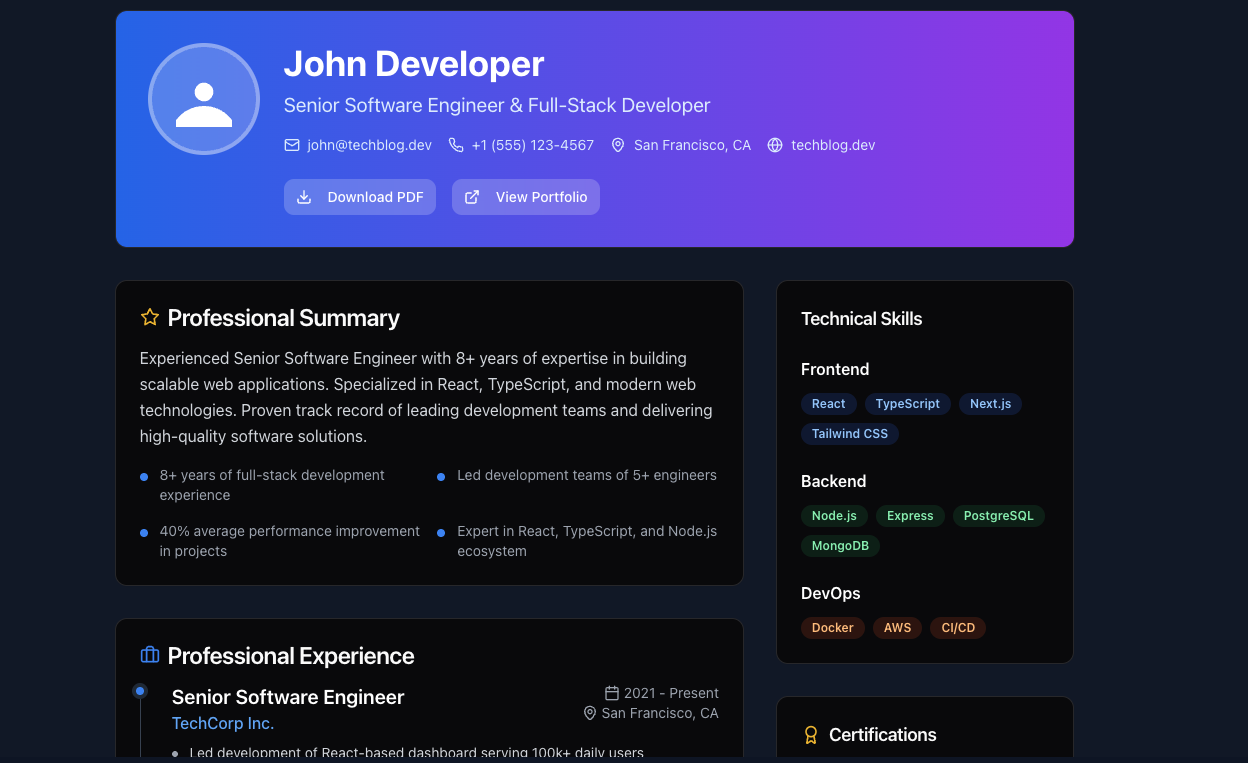 John Developer
Senior Software Engineer & Full-Stack Developer
john@techblog.dev +1 (555) 123-4567 San Francisco, CA techblog.dev
Download PDF View Portfolio
Professional Summary
Experienced Senior Software Engineer with 8+ years of expertise in building
scalable web applications. Specialized in React, TypeScript, and modern web
technologies. Proven track record of leading development teams and delivering
high-quality software solutions.
8+ years of full-stack development
experience
Led development teams of 5+ engineers
40% average performance improvement
in projects
Expert in React, TypeScript, and Node.js
ecosystem
Professional Experience
Senior Software Engineer
2021 - Present
TechCorp Inc.
San Francisco, CA
Led development of React-based dashboard serving 100k+ daily users
Technical Skills
Frontend
React TypeScript Next.js
Tailwind CSS
Backend
Node.js Express PostgreSQL
MongoDB
DevOps
Docker AWS CI/CD
Certifications